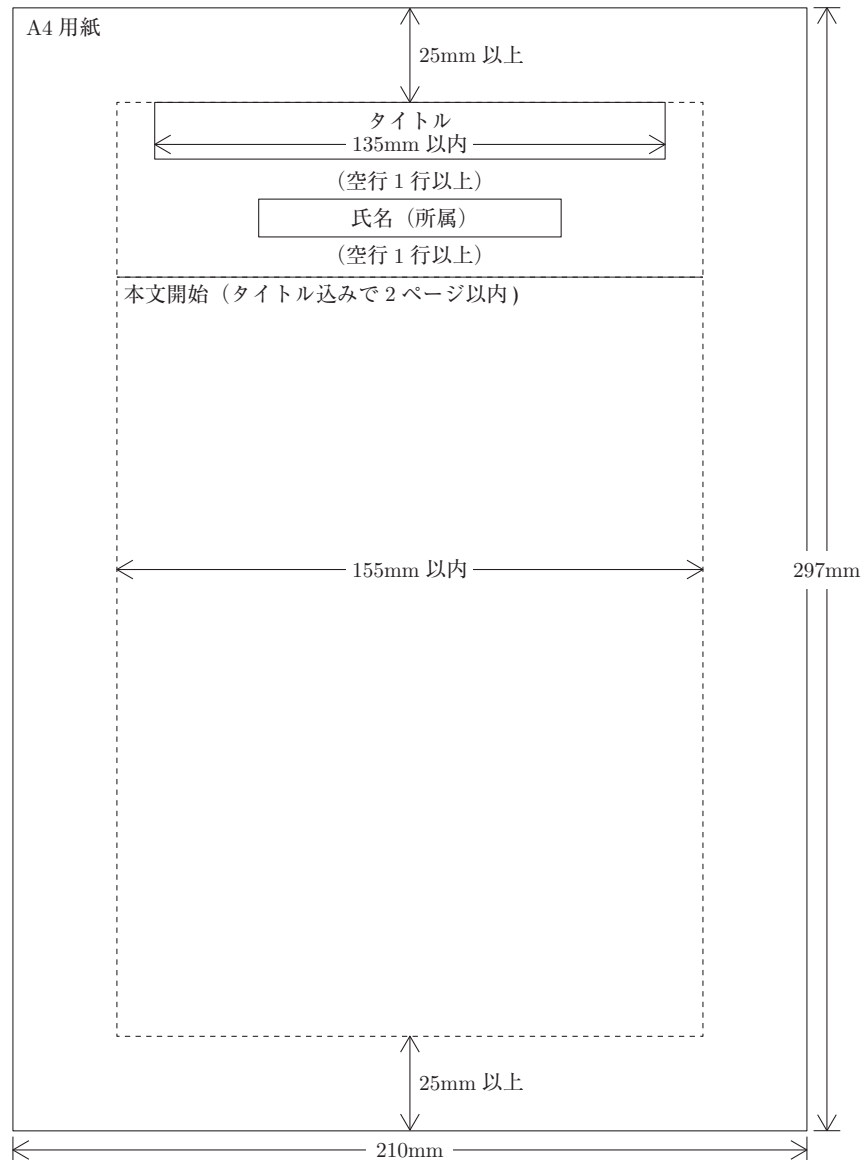 A4 用紙
25mm 以上
タイトル
135mm 以内
（空行 1 行以上）
氏名（所属）
（空行 1 行以上）
本文開始（タイトル込みで 2 ページ以内 )
155mm 以内
297mm
25mm 以上
210mm